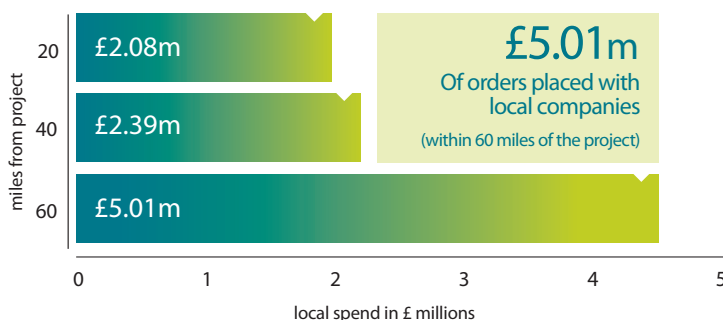 20
£2.08m
£5.01m
Of orders placed with
local companies
(within 60 miles of the project)
miles from project
40
£2.39m
60
£5.01m
0 1 2 3 4 5
local spend in £ millions